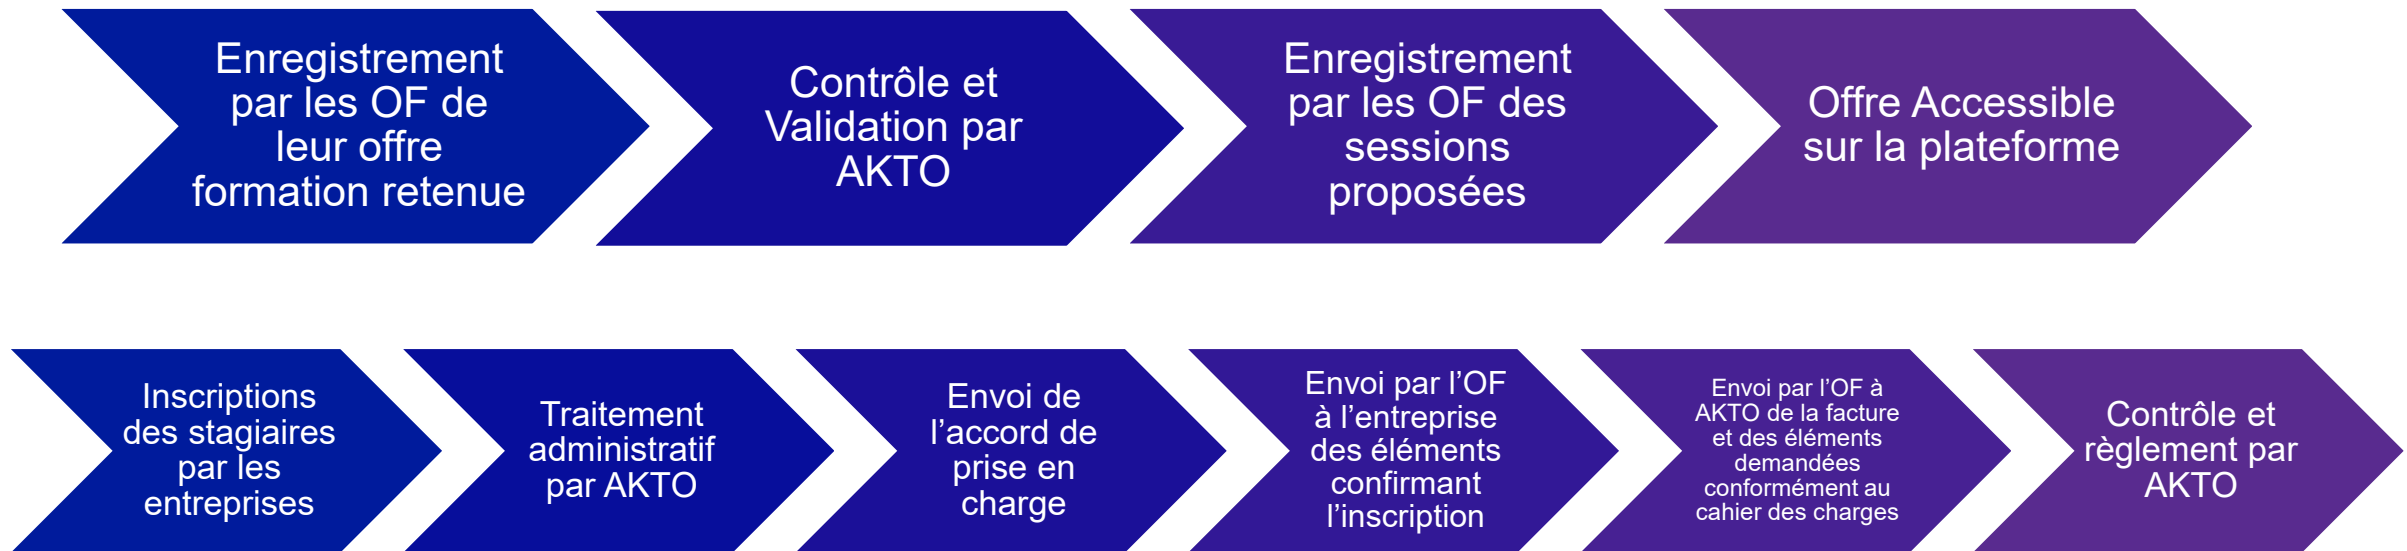 Enregistrement
par les OF de
leur offre
formation retenue
Contrôle et
Validation par
AKTO
Enregistrement
par les OF des
sessions
proposées
Offre Accessible
sur la plateforme
Inscriptions
des stagiaires
par les
entreprises
Traitement
administratif
par AKTO
Envoi de
l’accord de
prise en
charge
Envoi par l’OF
à l’entreprise
des éléments
confirmant
l’inscription
Envoi par l’OF à
AKTO de la facture
et des éléments
demandées
conformément au
cahier des charges
Contrôle et
règlement par
AKTO